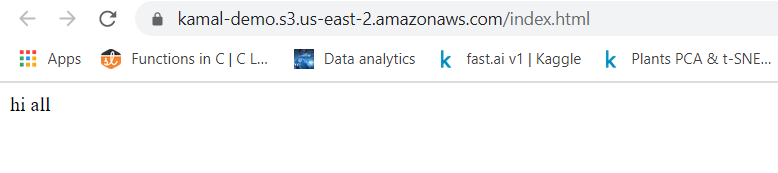 kamal-demo.s3.us-east-2.amazonaws.com/index.html
Apps Functions in C | C L... Data analytics fast.ai v1 | Kaggle Plants PCA & t-SNE...
hi all